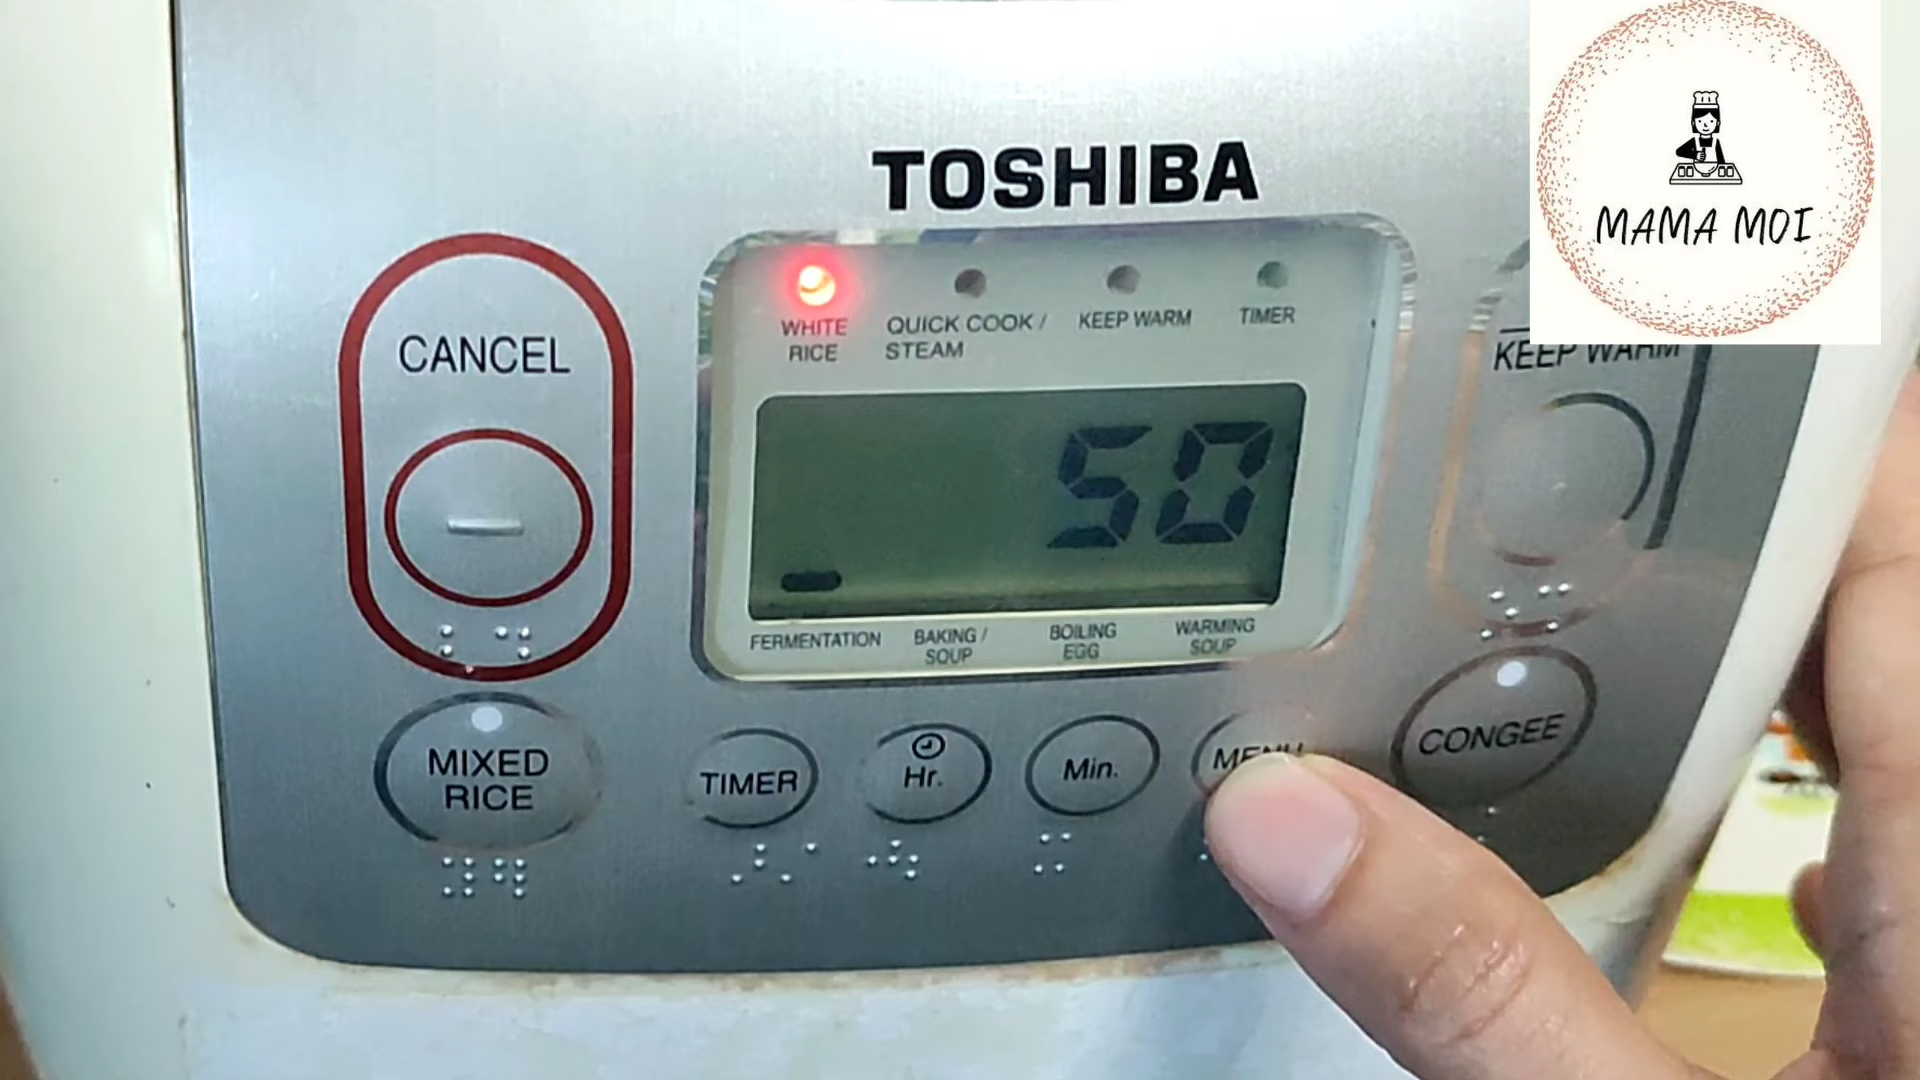 MAMA MOI
TOSHIBA
CANCEL
WHITE
RICE
QUICK COOK /
STEAM
KEEP WARM
TIMER
KEEP WARM
50
FERMENTATION
BAKING /
SOUP
BOILING
EGG
WARMING
SOUP
MIXED
RICE
TIMER
Hr.
Min.
MENU
CONGEE